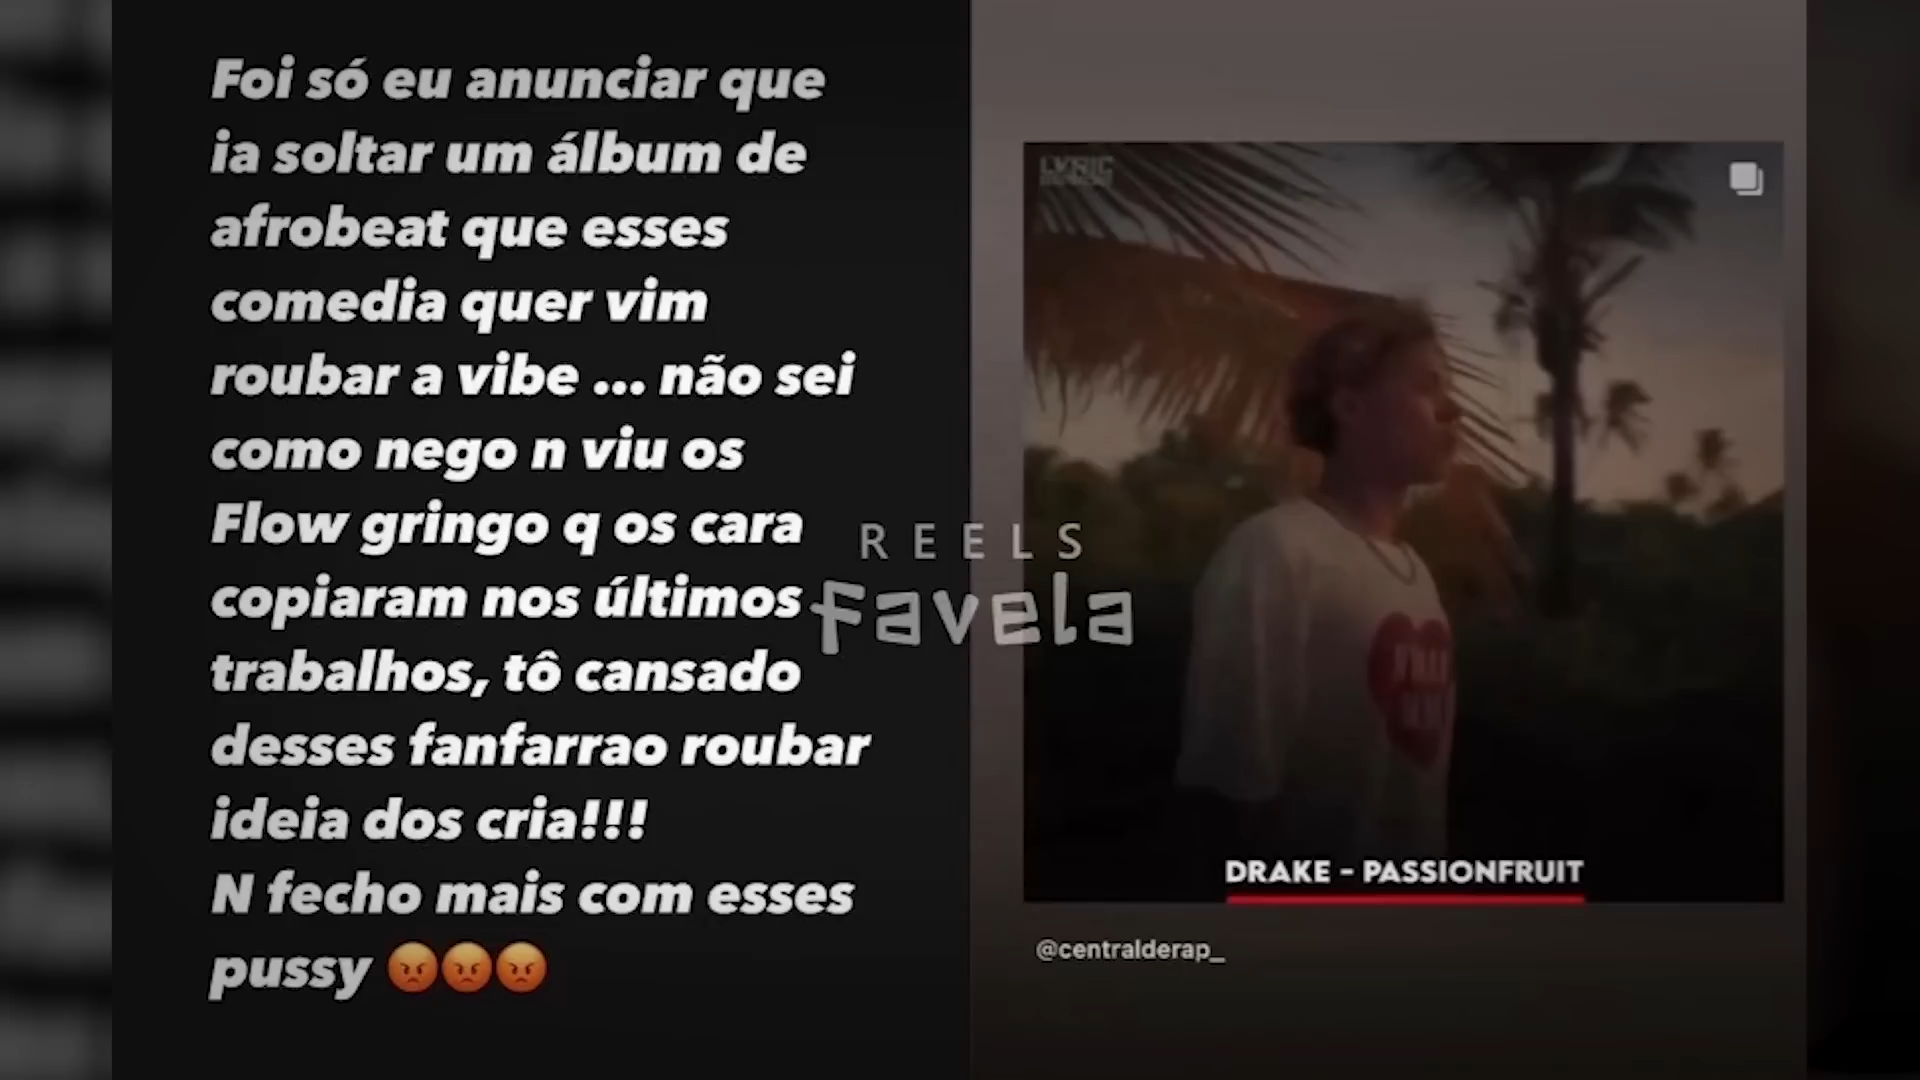 Foi só eu anunciar que
ia soltar um álbum de
afrobeat que esses
comedia quer vim
roubar a vibe ... não sei
como nego n viu os
Flow gringo q os cara
copiaram nos últimos
trabalhos, tô cansado
desses fanfarrao roubar
ideia dos cria!!!
N fecho mais com esses
pussy 😡😡😡
REELS
Favela
LYRIC
DRAKE - PASSIONFRUIT
@centralderap_